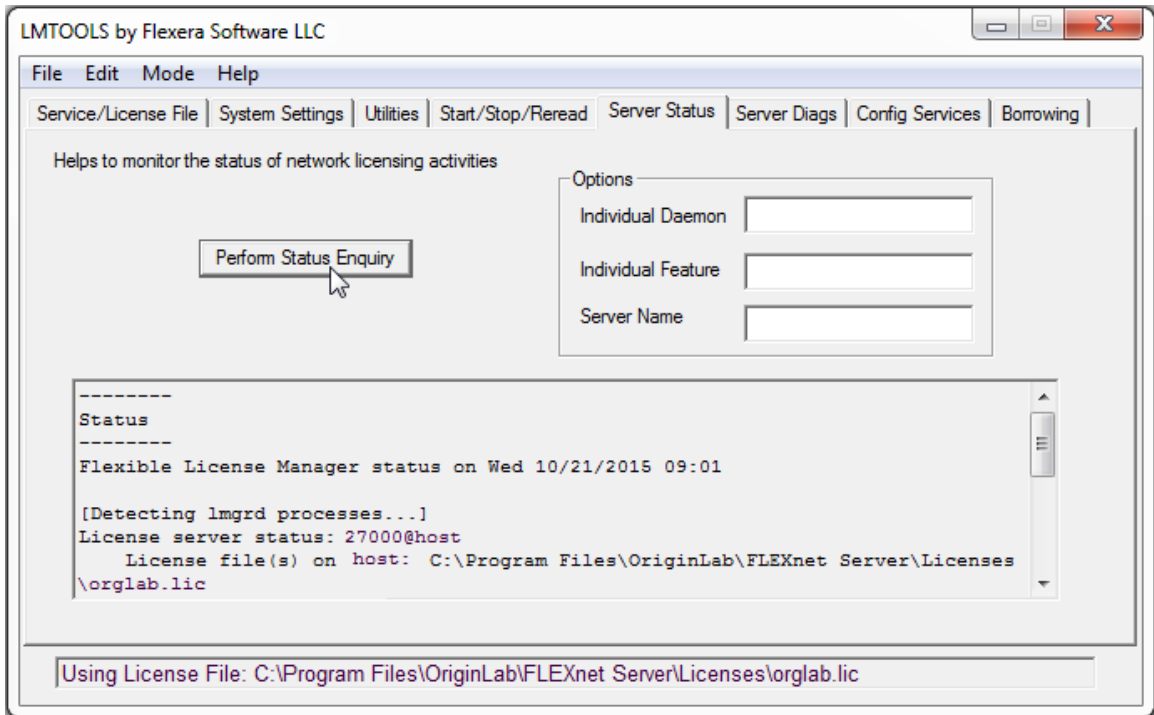 LMTOOLS by Flexera Software LLC
File Edit Mode Help
Service/License File System Settings Utilities Start/Stop/Reread Server Status Server Diags Config Services Borrowing
Helps to monitor the status of network licensing activities
Options
Individual Daemon
Perform Status Enquiry
Individual Feature
Server Name
--------
Status
--------
Flexible License Manager status on Wed 10/21/2015 09:01
[Detecting lmgrd processes...]
License server status: 27000@host
License file(s) on host: C:\Program Files\OriginLab\FLEXnet Server\Licenses
\orglab.lic
Using License File: C:\Program Files\OriginLab\FLEXnet Server\Licenses\orglab.lic